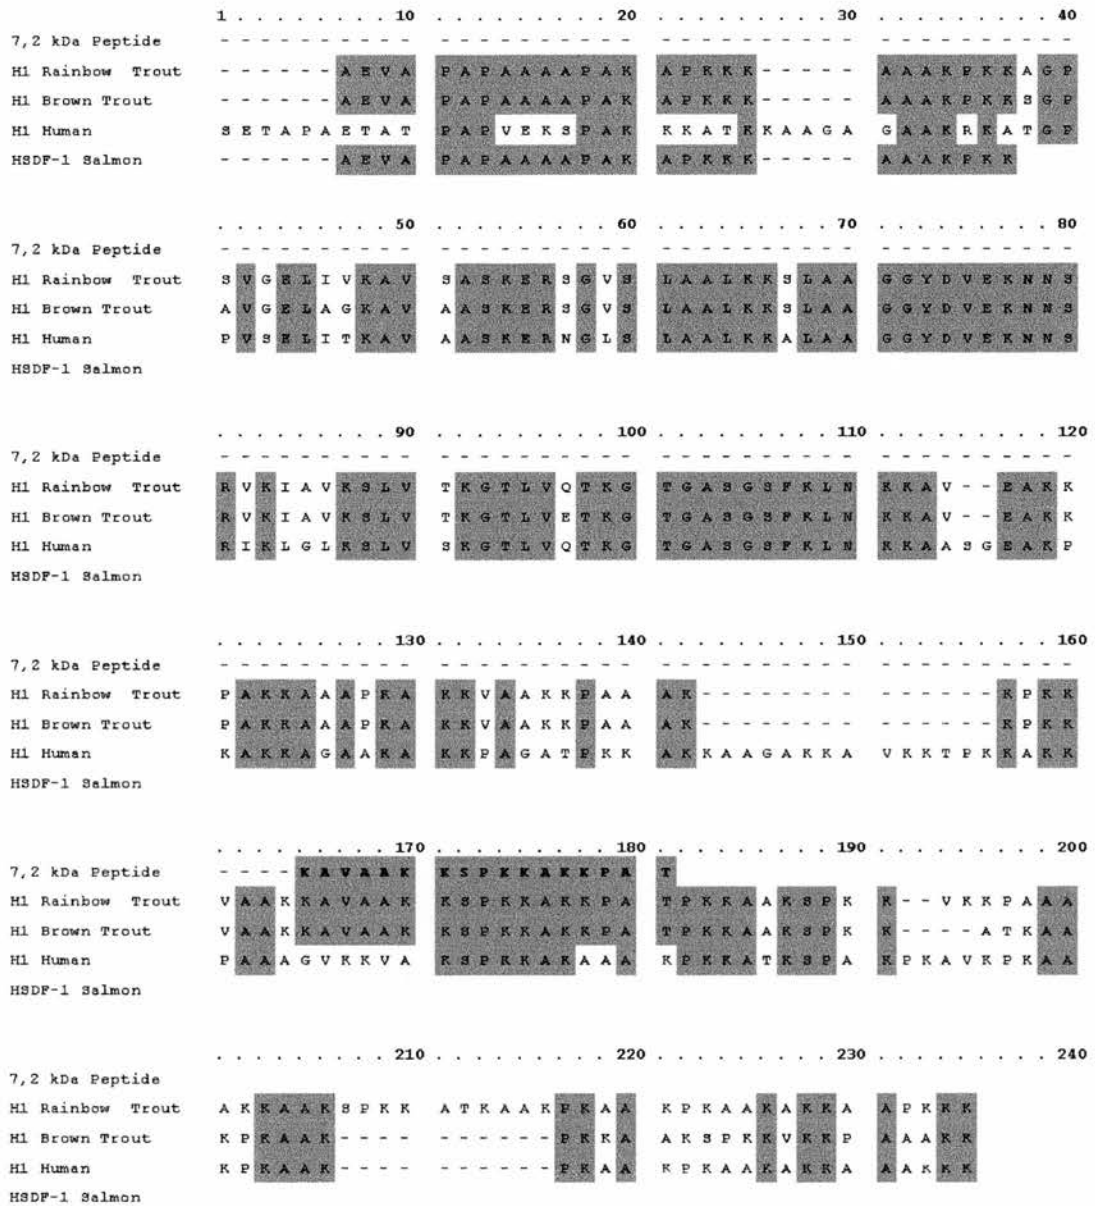 1 . . . . . . . . 10 . . . . . . . . . 20 . . . . . . . . . 30 . . . . . . . . . 40
7,2 kDa Peptide - - - - - - - - - - - - - - - - - - - - - - - - - - - - - - - - - - - - - - - -
H1 Rainbow Trout - - - - - - A E V A P A P A A A A P A K A P K K K - - - - - A A A K P K K A G P
H1 Brown Trout - - - - - - A E V A P A P A A A A P A K A P K K K - - - - - A A A K P K K S G P
H1 Human S E T A P A E T A T P A P V E K S P A K K K A T K K A A G A G A A K R K A T G P
HSDF-1 Salmon - - - - - - A E V A P A P A A A A P A K A P K K K - - - - - A A A K P K K
. . . . . . . . . 50 . . . . . . . . . 60 . . . . . . . . . 70 . . . . . . . . . 80
7,2 kDa Peptide - - - - - - - - - - - - - - - - - - - - - - - - - - - - - - - - - - - - - - - -
H1 Rainbow Trout S V G E L I V K A V S A S K E R S G V S L A A L K K S L A A G G Y D V E K N N S
H1 Brown Trout A V G E L A G K A V A A S K E R S G V S L A A L K K S L A A G G Y D V E K N N S
H1 Human P V S E L I T K A V A A S K E R N G L S L A A L K K A L A A G G Y D V E K N N S
HSDF-1 Salmon
. . . . . . . . . 90 . . . . . . . . . 100 . . . . . . . . . 110 . . . . . . . . . 120
7,2 kDa Peptide - - - - - - - - - - - - - - - - - - - - - - - - - - - - - - - - - - - - - - - -
H1 Rainbow Trout R V K I A V K S L V T K G T L V Q T K G T G A S G S F K L N K K A V - - E A K K
H1 Brown Trout R V K I A V K S L V T K G T L V E T K G T G A S G S F K L N K K A V - - E A K K
H1 Human R I K L G L K S L V S K G T L V Q T K G T G A S G S F K L N K K A A S G E A K P
HSDF-1 Salmon
. . . . . . . . . 130 . . . . . . . . . 140 . . . . . . . . . 150 . . . . . . . . . 160
7,2 kDa Peptide - - - - - - - - - - - - - - - - - - - - - - - - - - - - - - - - - - - - - - - -
H1 Rainbow Trout P A K K A A A P K A K K V A A K K P A A A K - - - - - - - - - - - - - - K P K K
H1 Brown Trout P A K K A A A P K A K K V A A K K P A A A K - - - - - - - - - - - - - - K P K K
H1 Human K A K K A G A A K A K K P A G A T P K K A K K A A G A K K A V K K T P K K A K K
HSDF-1 Salmon
. . . . . . . . . 170 . . . . . . . . . 180 . . . . . . . . . 190 . . . . . . . . . 200
7,2 kDa Peptide - - - - K A V A A K K S P K K A K K P A T
H1 Rainbow Trout V A A K K A V A A K K S P K K A K K P A T P K K A A K S P K K - - V K K P A A A
H1 Brown Trout V A A K K A V A A K K S P K K A K K P A T P K K A A K S P K K - - - - A T K A A
H1 Human P A A A G V K K V A K S P K K A K A A A K P K K A T K S P A K P K A V K P K A A
HSDF-1 Salmon
. . . . . . . . . 210 . . . . . . . . . 220 . . . . . . . . . 230 . . . . . . . . . 240
7,2 kDa Peptide
H1 Rainbow Trout A K K A A K S P K K A T K A A K P K A A K P K A A K A K K A A P K K K
H1 Brown Trout K P K A A K - - - - - - - - - - P K K A A K S P K K V K K P A A A K K
H1 Human K P K A A K - - - - - - - - - - P K A A K P K A A K A K K A A A K K K
HSDF-1 Salmon